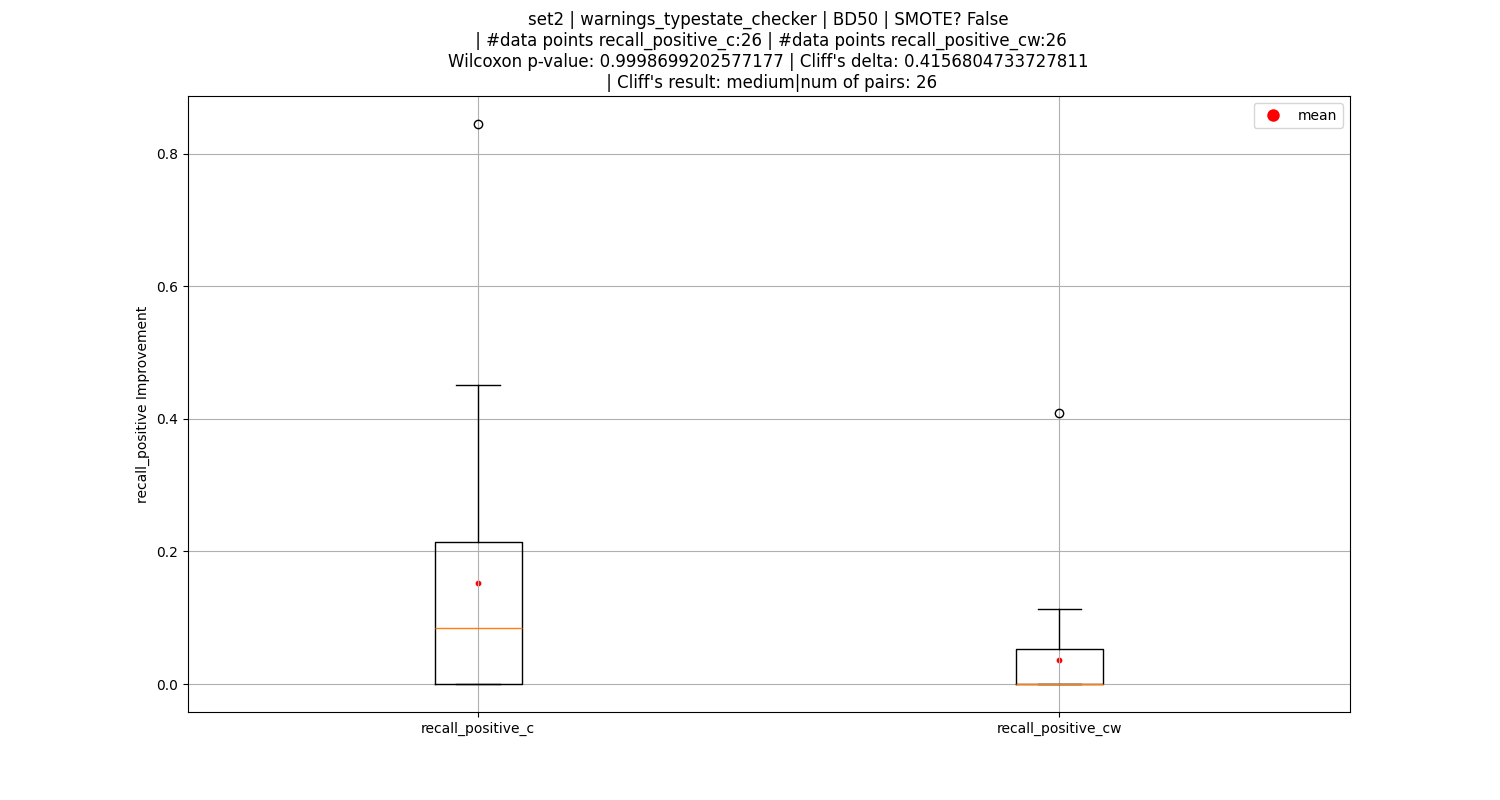 set2 | warnings_typestate_checker | BD50 | SMOTE? False
| #data points recall_positive_c:26 | #data points recall_positive_cw:26
Wilcoxon p-value: 0.9998699202577177 | Cliff's delta: 0.4156804733727811
| Cliff's result: medium|num of pairs: 26
mean
0.8
0.6
0.4
0.2
0.0
recall_positive Improvement
recall_positive_c
recall_positive_cw